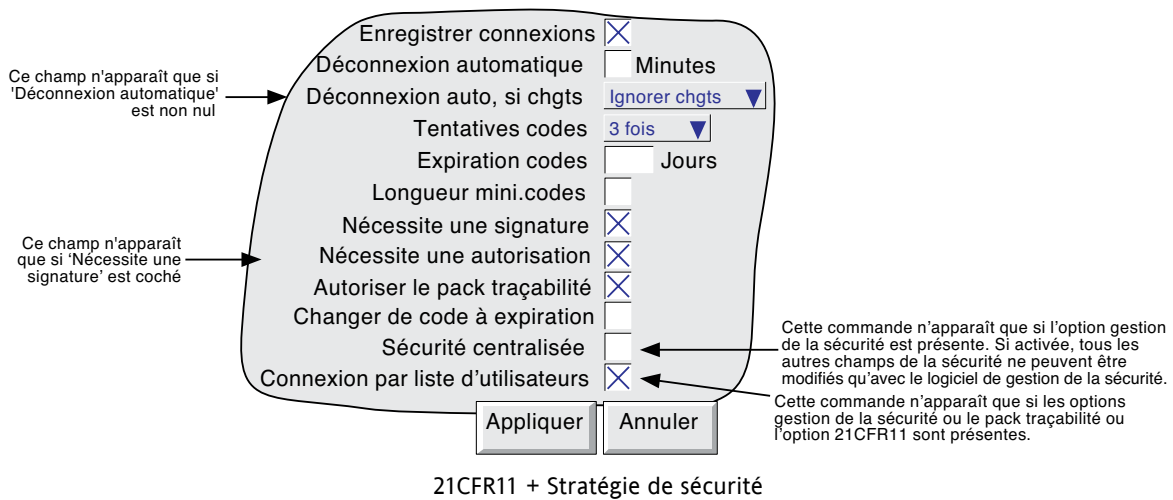 Enregistrer connexions
Déconnexion automatique Minutes
Ce champ n'apparaît que si
'Déconnexion automatique'
est non nul
Déconnexion auto, si chgts Ignorer chgts
Tentatives codes 3 fois
Expiration codes Jours
Longueur mini.codes
Nécessite une signature
Ce champ n'apparaît
que si ‘Nécessite une
signature’ est coché
Nécessite une autorisation
Autoriser le pack traçabilité
Changer de code à expiration
Sécurité centralisée
Cette commande n’apparaît que si l’option gestion
de la sécurité est présente. Si activée, tous les
autres champs de la sécurité ne peuvent être
modifiés qu’avec le logiciel de gestion de la sécurité.
Connexion par liste d’utilisateurs
Cette commande n’apparaît que si les options
gestion de la sécurité ou le pack traçabilité ou
l’option 21CFR11 sont présentes.
Appliquer Annuler
21CFR11 + Stratégie de sécurité